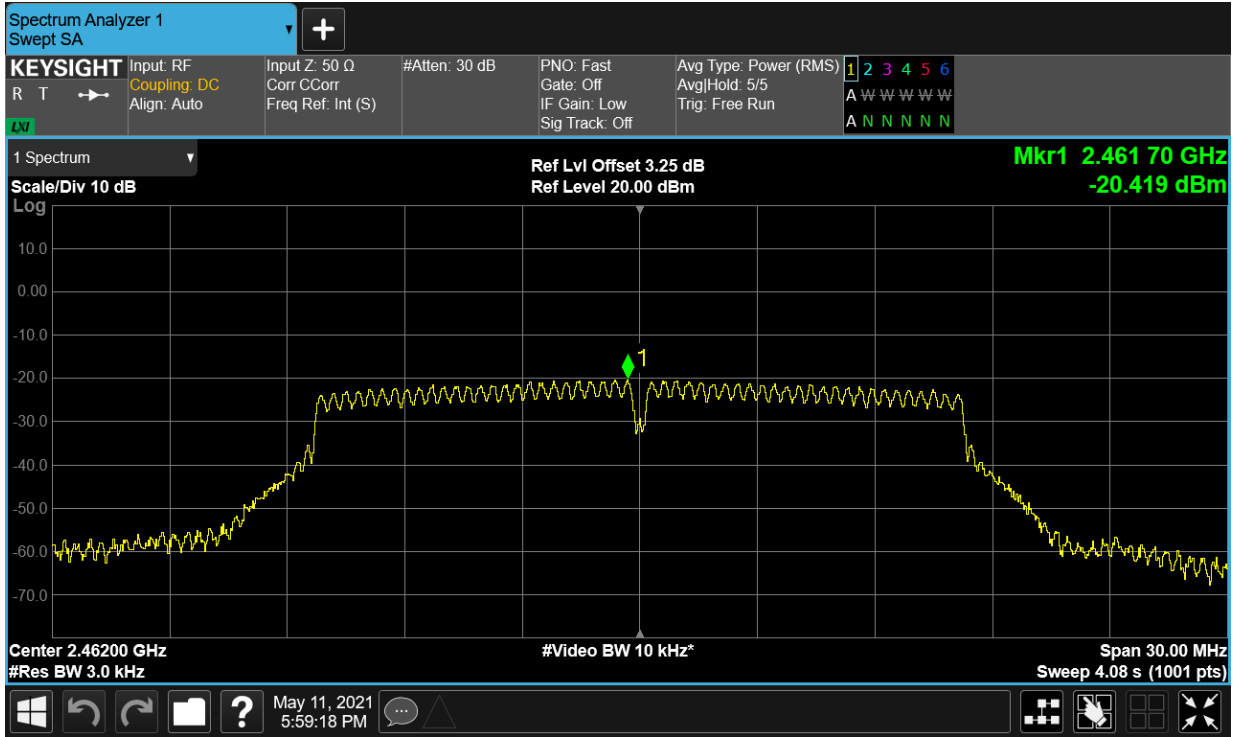 Spectrum Analyzer 1
Swept SA
+
KEYSIGHT
R T
LXI
Input: RF
Coupling: DC
Align: Auto
Input Z: 50 Ω
Corr CCorr
Freq Ref: Int (S)
#Atten: 30 dB
PNO: Fast
Gate: Off
IF Gain: Low
Sig Track: Off
Avg Type: Power (RMS)
Avg|Hold: 5/5
Trig: Free Run
1 2 3 4 5 6
A W W W W W
A N N N N N
1 Spectrum
Scale/Div 10 dB
Log
Ref Lvl Offset 3.25 dB
Ref Level 20.00 dBm
Mkr1 2.461 70 GHz
-20.419 dBm
10.0
0.00
-10.0
1
-20.0
-30.0
-40.0
-50.0
-60.0
-70.0
Center 2.46200 GHz
#Res BW 3.0 kHz
#Video BW 10 kHz*
Span 30.00 MHz
Sweep 4.08 s (1001 pts)
?
May 11, 2021
5:59:18 PM